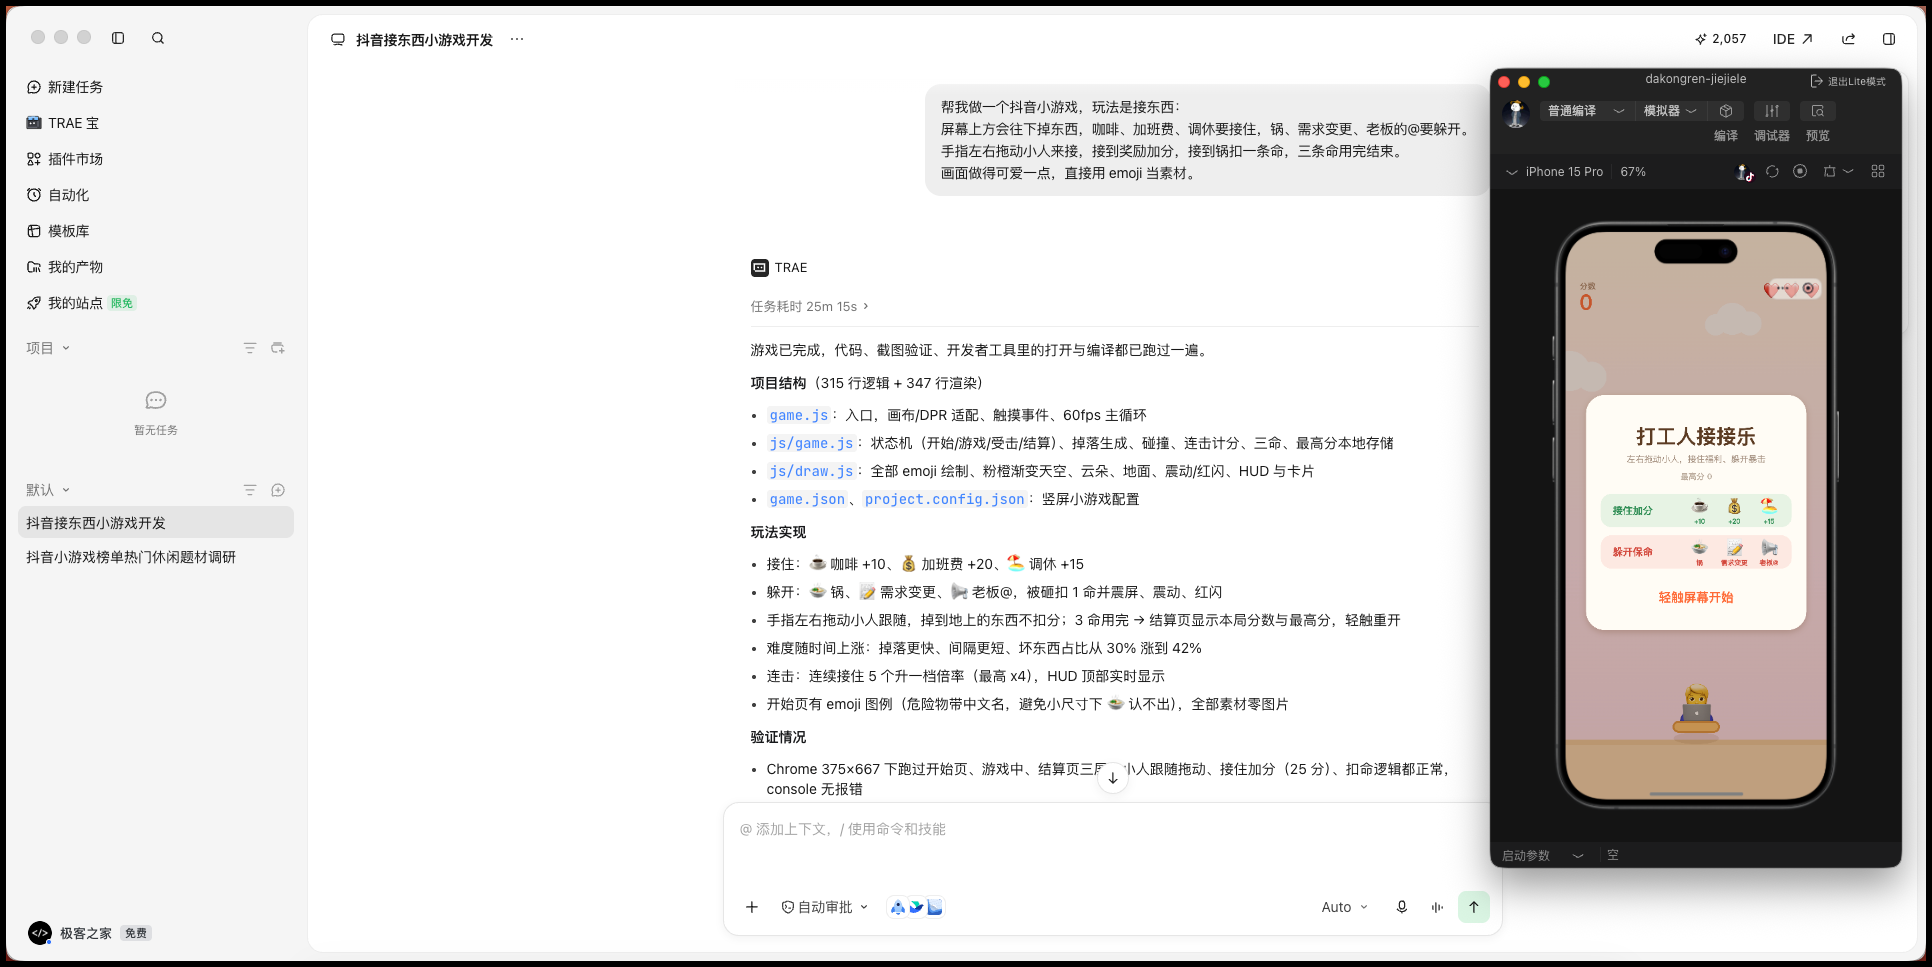 新建任务
TRAE 宝
插件市场
自动化
模板库
我的产物
我的站点 限免
项目
暂无任务
默认
抖音接东西小游戏开发
抖音小游戏榜单热门休闲题材调研
极客之家 免费
抖音接东西小游戏开发 ···
2,057
IDE
帮我做一个抖音小游戏，玩法是接东西：
屏幕上方会往下掉东西，咖啡、加班费、调休要接住，锅、需求变更、老板的@要躲开。
手指左右拖动小人来接，接到奖励加分，接到锅扣一条命，三条命用完结束。
画面做得可爱一点，直接用 emoji 当素材。
TRAE
任务耗时 25m 15s
游戏已完成，代码、截图验证、开发者工具里的打开与编译都已跑过一遍。
项目结构（315 行逻辑 + 347 行渲染）
game.js：入口，画布/DPR 适配、触摸事件、60fps 主循环
js/game.js：状态机（开始/游戏/受击/结算）、掉落生成、碰撞、连击计分、三命、最高分本地存储
js/draw.js：全部 emoji 绘制、粉橙渐变天空、云朵、地面、震动/红闪、HUD 与卡片
game.json、project.config.json：竖屏小游戏配置
玩法实现
接住：☕ 咖啡 +10、💰 加班费 +20、🏖️ 调休 +15
躲开：🥘 锅、📝 需求变更、📢 老板@，被砸扣 1 命并震屏、震动、红闪
手指左右拖动小人跟随，掉到地上的东西不扣分；3 命用完 → 结算页显示本局分数与最高分，轻触重开
难度随时间上涨：掉落更快、间隔更短、坏东西占比从 30% 涨到 42%
连击：连续接住 5 个升一档倍率（最高 x4），HUD 顶部实时显示
开始页有 emoji 图例（危险物带中文名，避免小尺寸下 🥘 认不出），全部素材零图片
验证情况
Chrome 375×667 下跑过开始页、游戏中、结算页三 小人跟随拖动、接住加分（25 分）、扣命逻辑都正常，
console 无报错
@ 添加上下文，/ 使用命令和技能
自动审批
Auto
dakongren-jiejiele
退出Lite模式
普通编译
模拟器
编译
调试器
预览
iPhone 15 Pro
67%
分数
0
打工人接接乐
左右拖动小人，接住福利、躲开暴击
最高分 0
接住加分
+10
+20
+15
躲开保命
锅
需求变更
老板@
轻触屏幕开始
启动参数
空